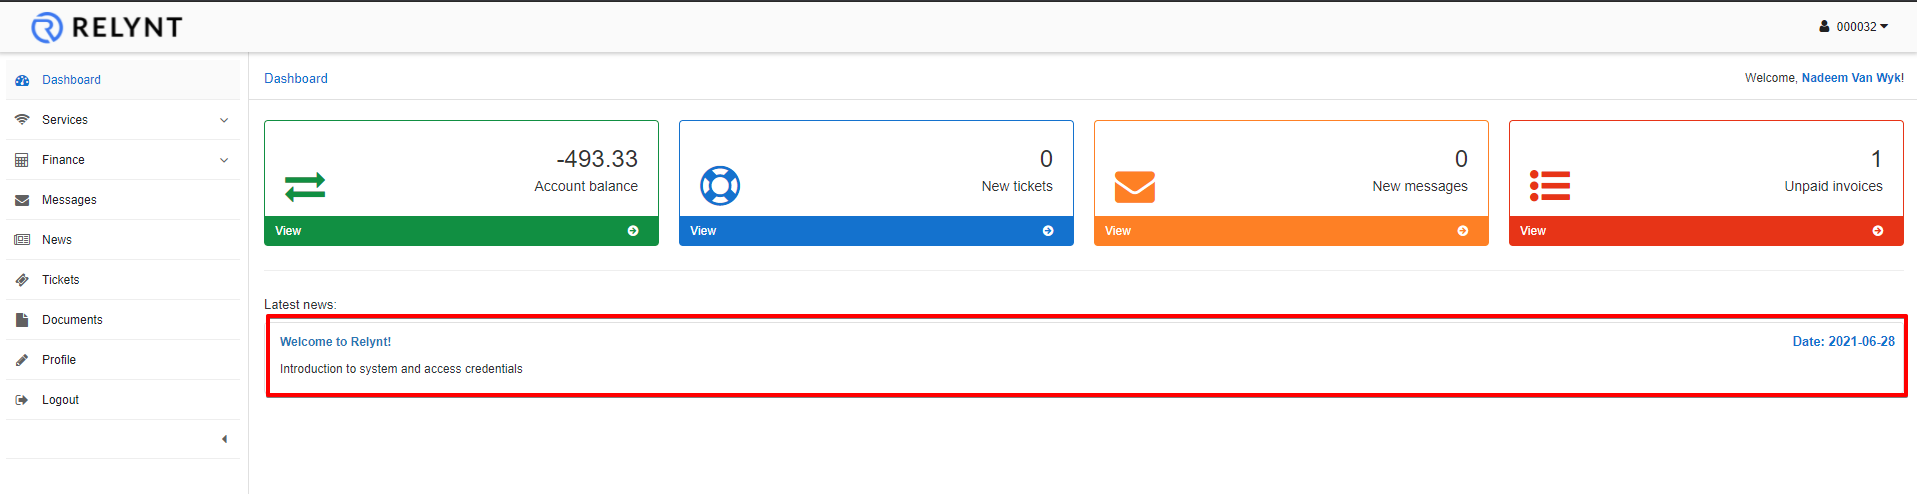 RELYNT
000032
Dashboard
Services
Finance
Messages
News
Tickets
Documents
Profile
Logout
Dashboard
Welcome, Nadeem Van Wyk!
-493.33
Account balance
View
0
New tickets
View
0
New messages
View
1
Unpaid invoices
View
Latest news:
Welcome to Relynt!
Date: 2021-06-28
Introduction to system and access credentials